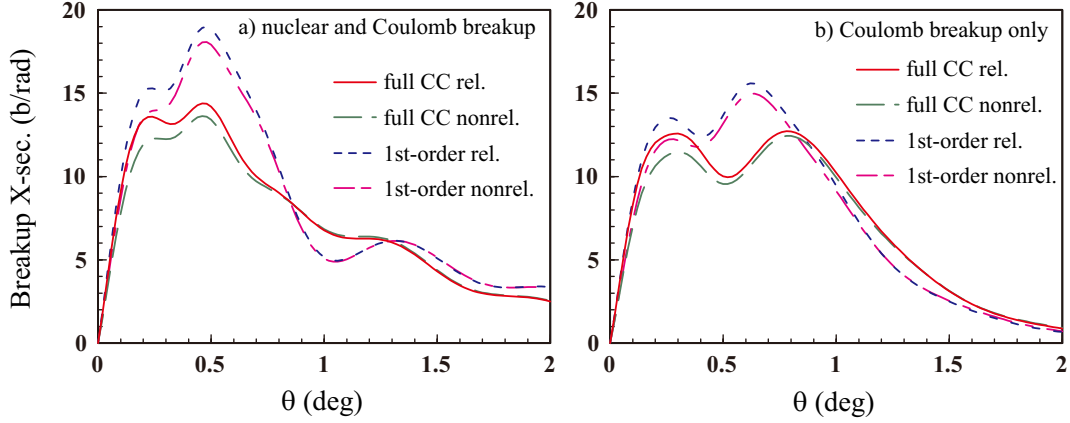 Breakup X-sec. (b/rad)
20
15
10
5
0
a) nuclear and Coulomb breakup
full CC rel.
full CC nonrel.
1st-order rel.
1st-order nonrel.
0 0.5 1 1.5 2
θ (deg)
20
15
10
5
0
b) Coulomb breakup only
full CC rel.
full CC nonrel.
1st-order rel.
1st-order nonrel.
0 0.5 1 1.5 2
θ (deg)